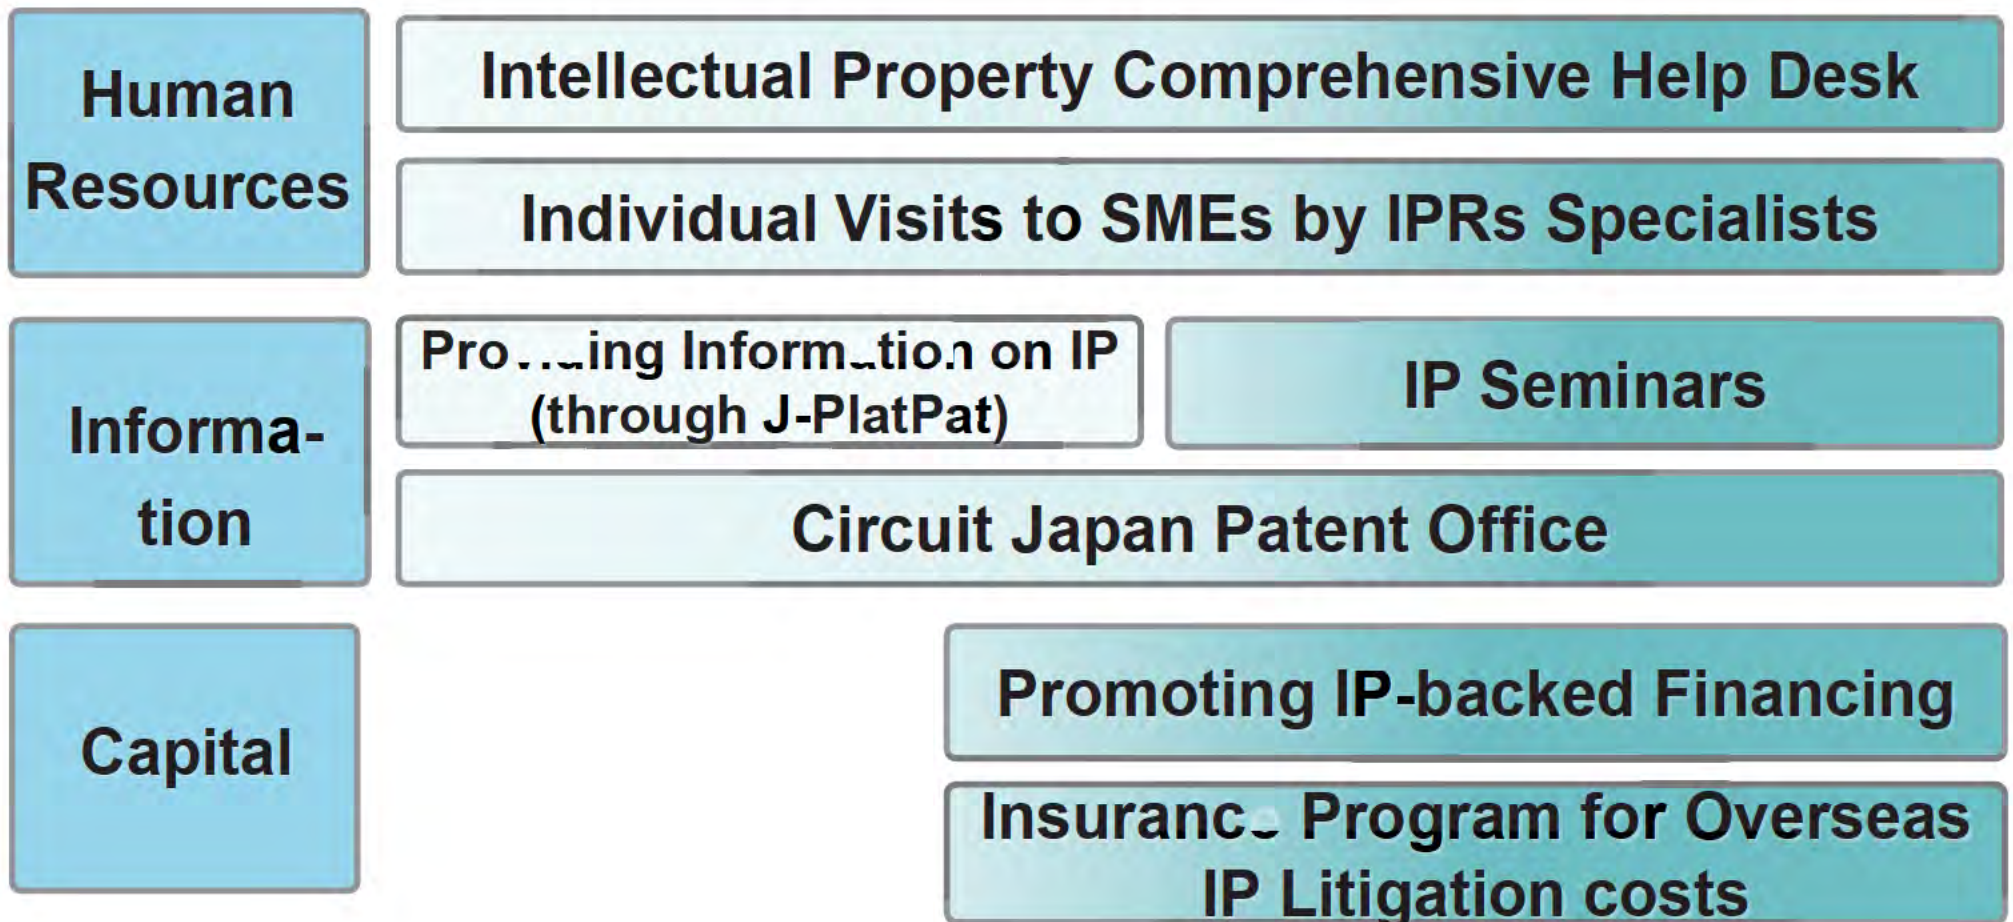 Human
Resources
Intellectual Property Comprehensive Help Desk
Individual Visits to SMEs by IPRs Specialists
Informa-
tion
Providing Information on IP
(through J-PlatPat)
IP Seminars
Circuit Japan Patent Office
Capital
Promoting IP-backed Financing
Insurance Program for Overseas
IP Litigation costs